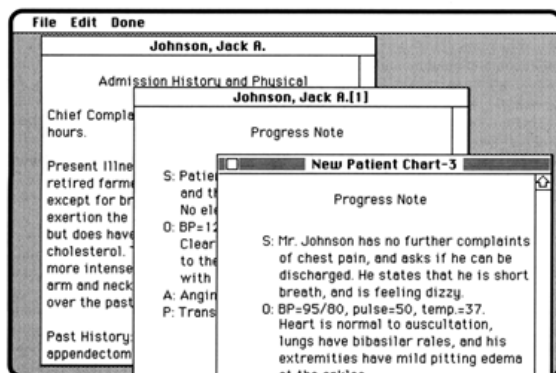 File Edit Done
Johnson, Jack A.
Admission History and Physical
Chief Compla
hours.
Present Illne
retired farme
except for br
exertion the
but does have
cholesterol.
more intense
arm and neck
over the past
Past History:
appendectom
Johnson, Jack A.[1]
Progress Note
S: Patie
and th
No ele
O: BP=12
Clear
to the
with
A: Angin
P: Trans
New Patient Chart-3
Progress Note
S: Mr. Johnson has no further complaints
of chest pain, and asks if he can be
discharged. He states that he is short
breath, and is feeling dizzy.
O: BP=95/80, pulse=50, temp.=37.
Heart is normal to auscultation,
lungs have bibasilar rales, and his
extremities have mild pitting edema
at the ankles